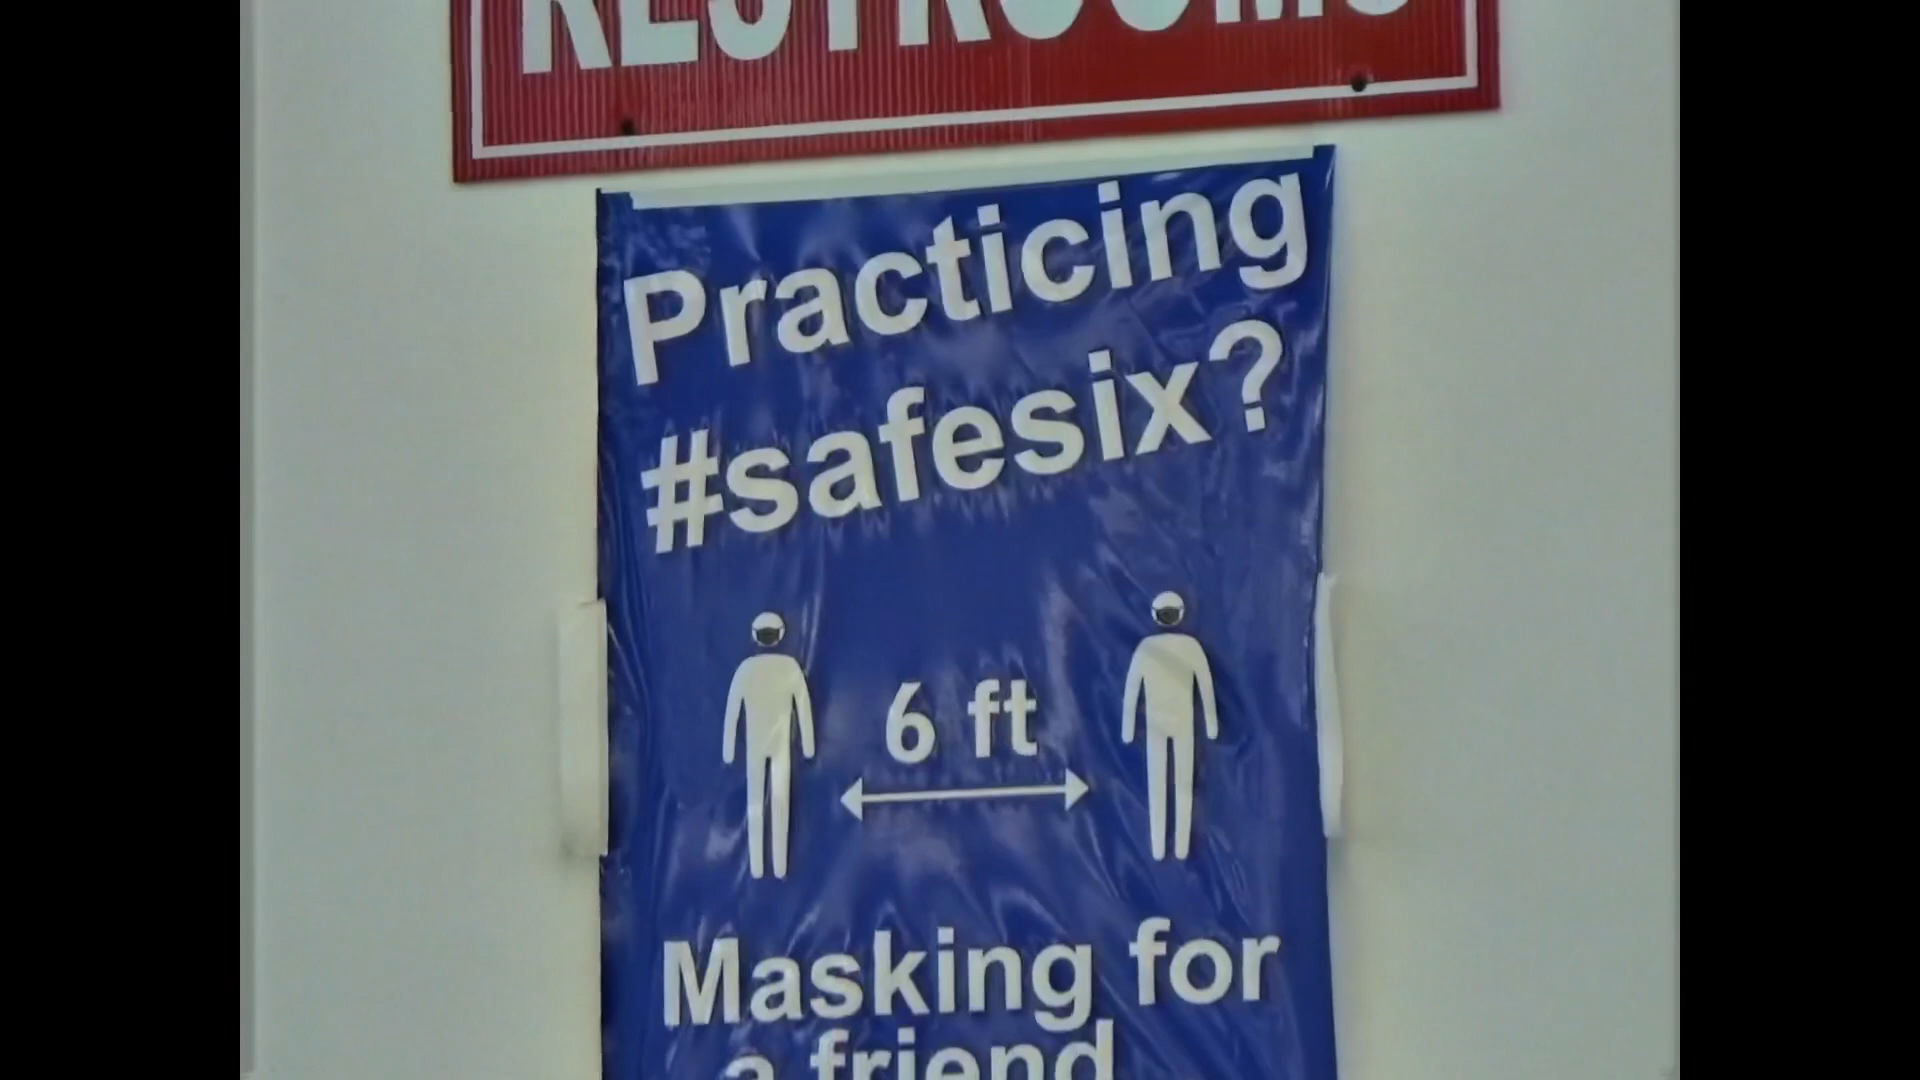 RESTROOMS
Practicing
#safesix?
6 ft
Masking for
a friend